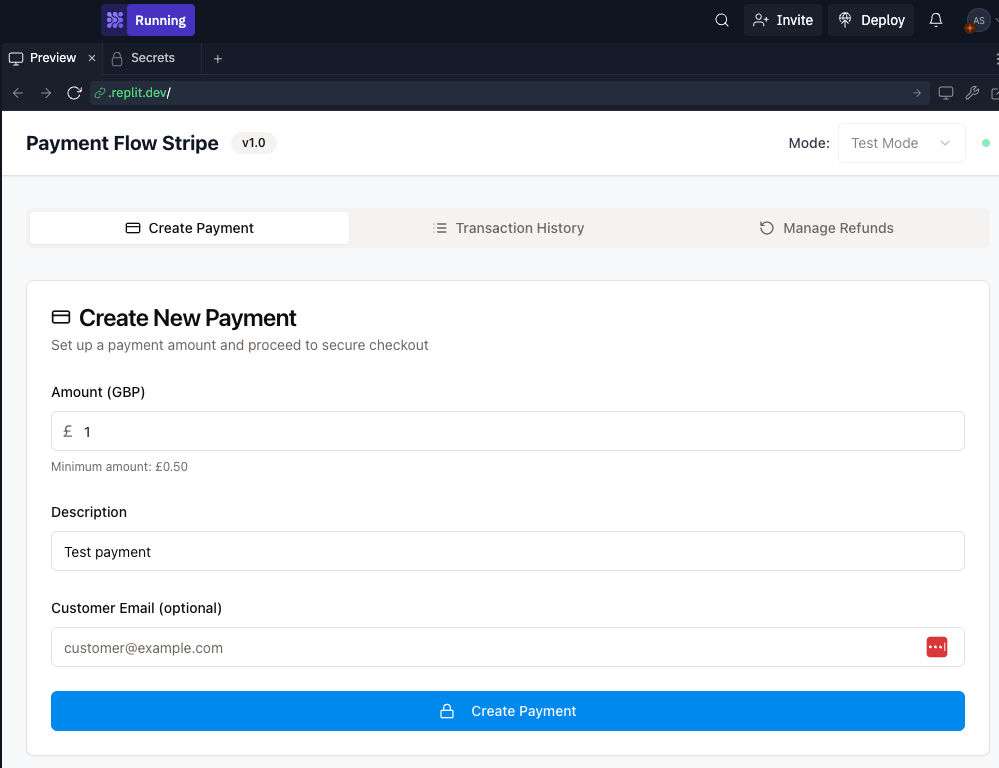 Running
Invite
Deploy
AS
Preview
Secrets
.replit.dev/
Payment Flow Stripe
v1.0
Mode:
Test Mode
Create Payment
Transaction History
Manage Refunds
Create New Payment
Set up a payment amount and proceed to secure checkout
Amount (GBP)
£ 1
Minimum amount: £0.50
Description
Test payment
Customer Email (optional)
customer@example.com
Create Payment